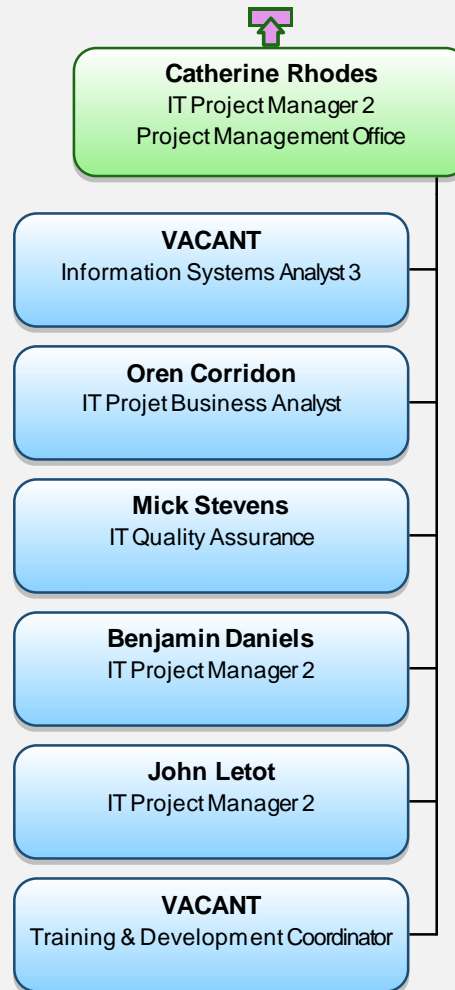 Catherine Rhodes
IT Project Manager 2
Project Management Office
VACANT
Information Systems Analyst 3
Oren Corridon
IT Projet Business Analyst
Mick Stevens
IT Quality Assurance
Benjamin Daniels
IT Project Manager 2
John Letot
IT Project Manager 2
VACANT
Training & Development Coordinator